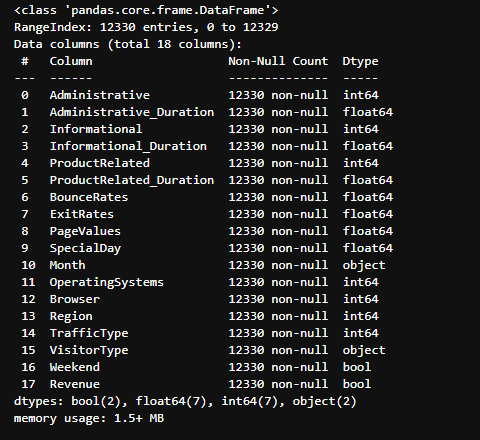 <class 'pandas.core.frame.DataFrame'>
RangeIndex: 12330 entries, 0 to 12329
Data columns (total 18 columns):
 #   Column                   Non-Null Count  Dtype
---  ------                   --------------  -----
 0   Administrative           12330 non-null  int64
 1   Administrative_Duration  12330 non-null  float64
 2   Informational            12330 non-null  int64
 3   Informational_Duration   12330 non-null  float64
 4   ProductRelated           12330 non-null  int64
 5   ProductRelated_Duration  12330 non-null  float64
 6   BounceRates              12330 non-null  float64
 7   ExitRates                12330 non-null  float64
 8   PageValues               12330 non-null  float64
 9   SpecialDay               12330 non-null  float64
 10  Month                    12330 non-null  object
 11  OperatingSystems         12330 non-null  int64
 12  Browser                  12330 non-null  int64
 13  Region                   12330 non-null  int64
 14  TrafficType              12330 non-null  int64
 15  VisitorType              12330 non-null  object
 16  Weekend                  12330 non-null  bool
 17  Revenue                  12330 non-null  bool
dtypes: bool(2), float64(7), int64(7), object(2)
memory usage: 1.5+ MB